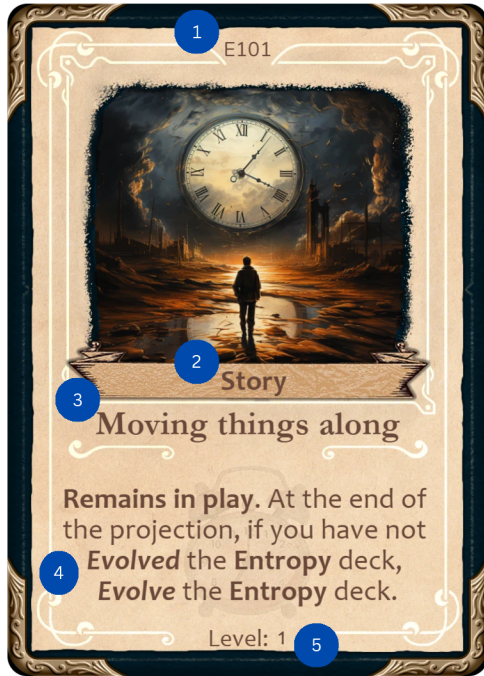 1
E101
2
Story
3
Moving things along
Remains in play. At the end of
the projection, if you have not
4
Evolved the Entropy deck,
Evolve the Entropy deck.
Level: 1
5